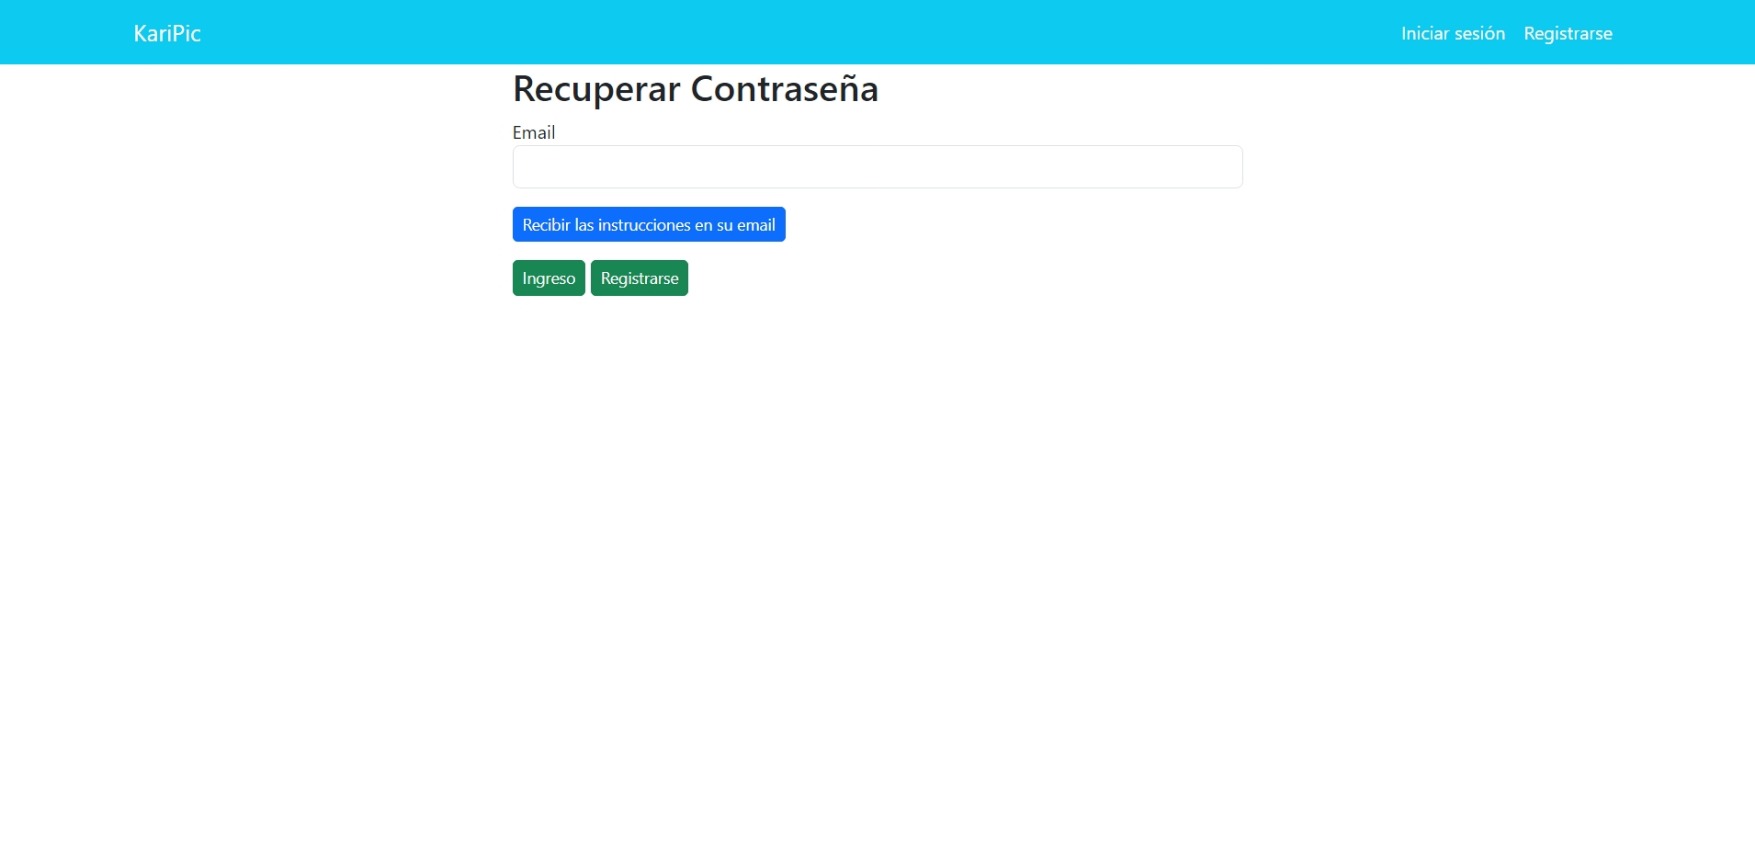 KariPic Iniciar sesión Registrarse
Recuperar Contraseña
Email
Recibir las instrucciones en su email
Ingreso Registrarse